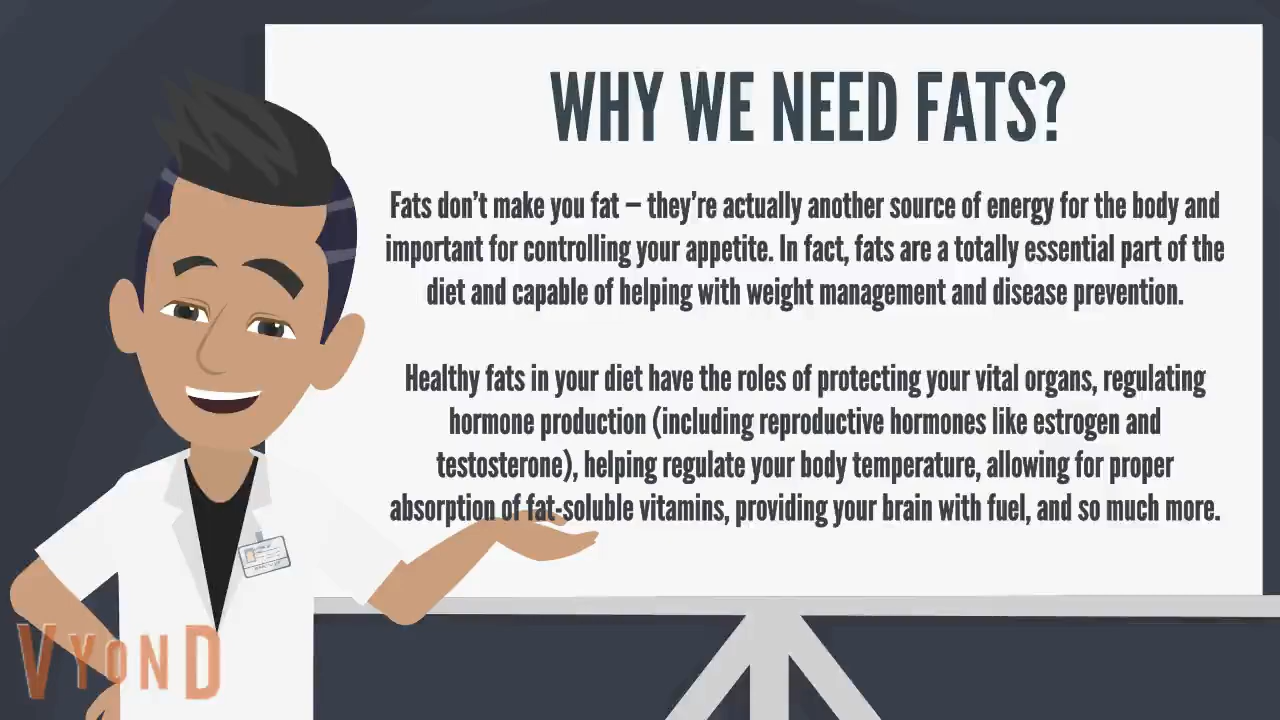 WHY WE NEED FATS?
Fats don't make you fat – they're actually another source of energy for the body and
important for controlling your appetite. In fact, fats are a totally essential part of the
diet and capable of helping with weight management and disease prevention.
Healthy fats in your diet have the roles of protecting your vital organs, regulating
hormone production (including reproductive hormones like estrogen and
testosterone), helping regulate your body temperature, allowing for proper
absorption of fat-soluble vitamins, providing your brain with fuel, and so much more.
VYOND